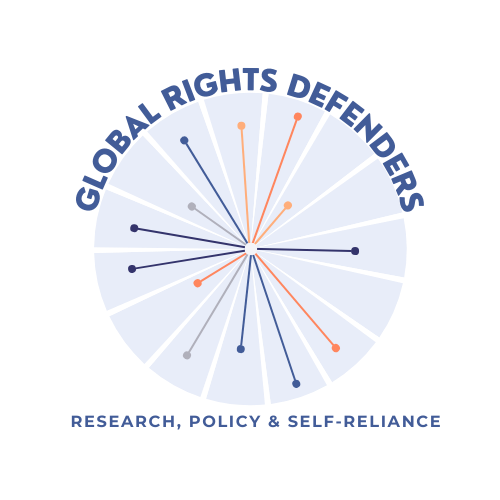 GLOBAL RIGHTS DEFENDERS
RESEARCH, POLICY & SELF-RELIANCE